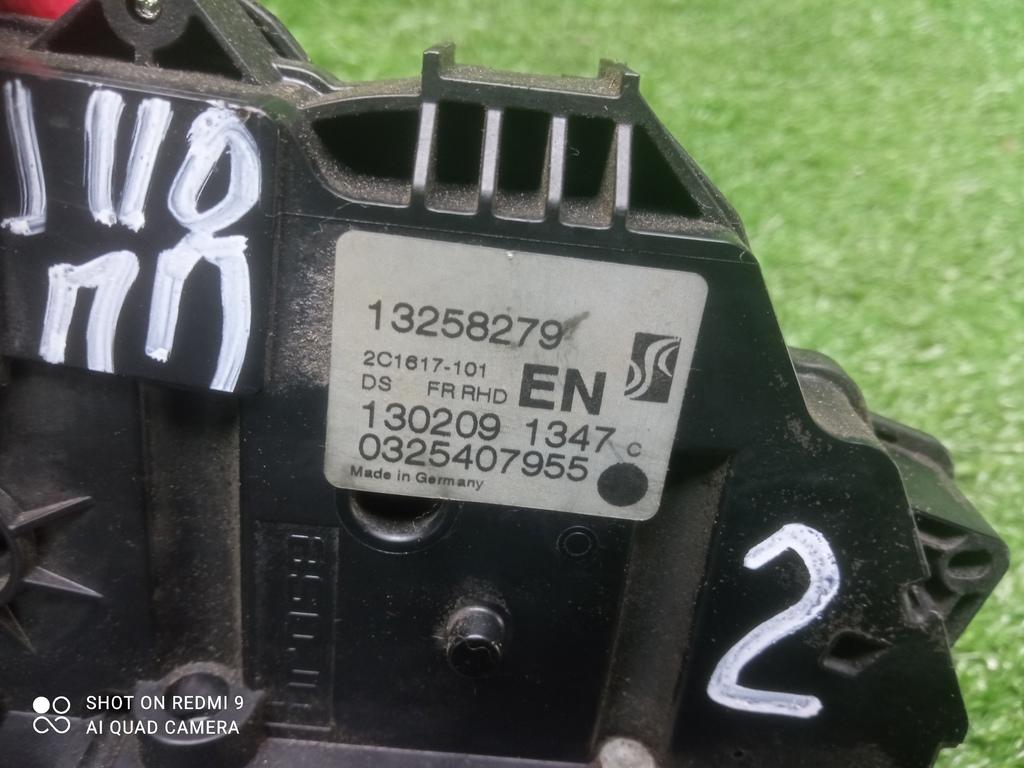 13258279
2C1617-101
DS FR RHD EN
130209 1347 C
0325407955
Made in Germany
ПП
2
SHOT ON REDMI 9
AI QUAD CAMERA